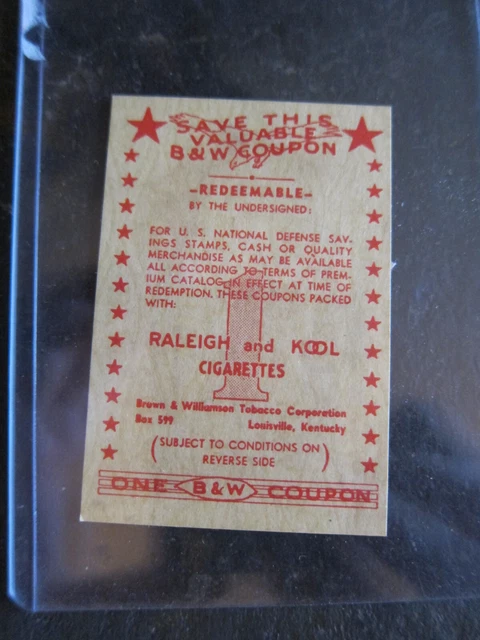 SAVE THIS
VALUABLE
B&W COUPON
-REDEEMABLE-
BY THE UNDERSIGNED;
FOR U. S. NATIONAL DEFENSE SAV-
INGS STAMPS, CASH OR QUALITY
MERCHANDISE AS MAY BE AVAILABLE
ALL ACCORDING TO TERMS OF PREM-
IUM CATALOG IN EFFECT AT TIME OF
REDEMPTION. THESE COUPONS PACKED
WITH:
1
RALEIGH and KOOL
CIGARETTES
Brown & Williamson Tobacco Corporation
Box 599 Louisville, Kentucky
(SUBJECT TO CONDITIONS ON
REVERSE SIDE)
ONE B&W COUPON